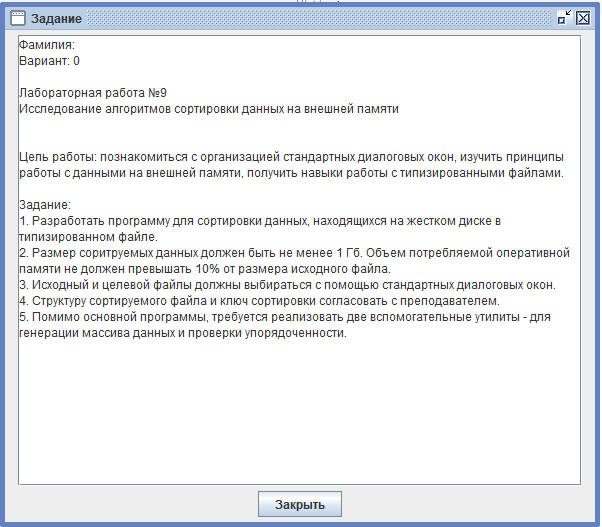 Задание
Фамилия:
Вариант: 0
Лабораторная работа №9
Исследование алгоритмов сортировки данных на внешней памяти
Цель работы: познакомиться с организацией стандартных диалоговых окон, изучить принципы
работы с данными на внешней памяти, получить навыки работы с типизированными файлами.
Задание:
1. Разработать программу для сортировки данных, находящихся на жестком диске в
типизированном файле.
2. Размер соритруемых данных должен быть не менее 1 Гб. Объем потребляемой оперативной
памяти не должен превышать 10% от размера исходного файла.
3. Исходный и целевой файлы должны выбираться с помощью стандартных диалоговых окон.
4. Структуру сортируемого файла и ключ сортировки согласовать с преподавателем.
5. Помимо основной программы, требуется реализовать две вспомогательные утилиты - для
генерации массива данных и проверки упорядоченности.
Закрыть